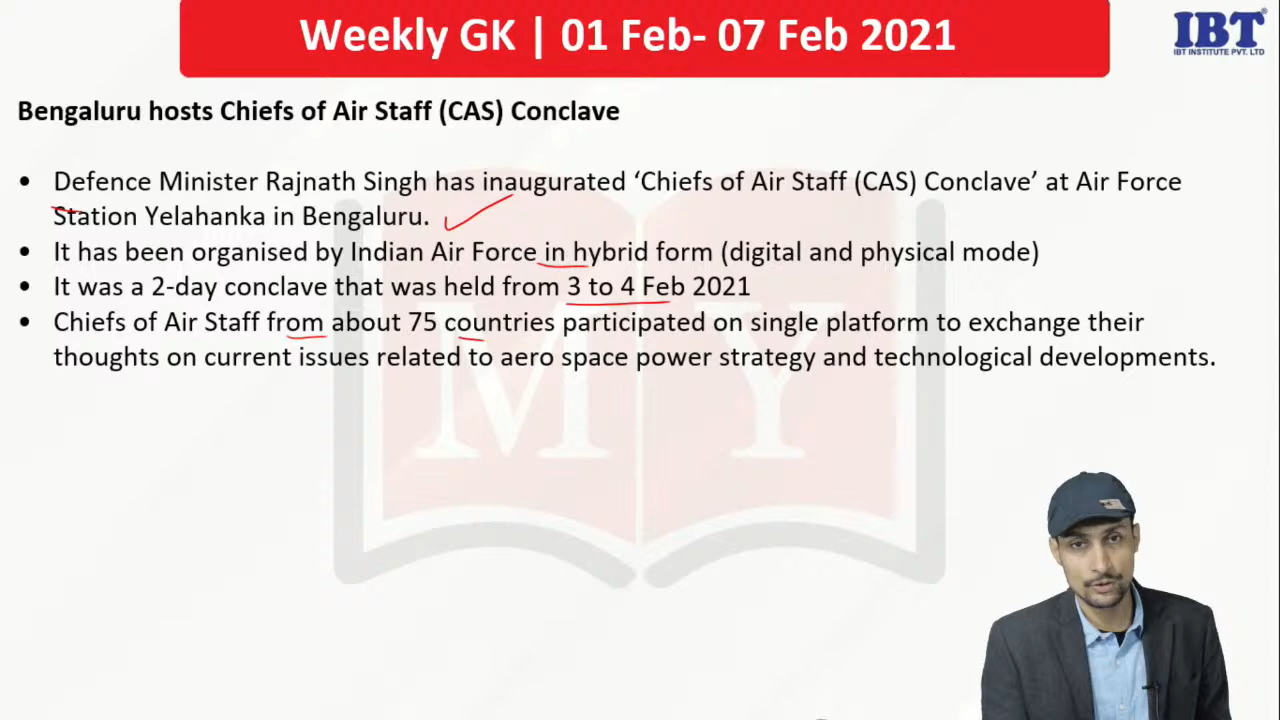 Weekly GK | 01 Feb- 07 Feb 2021
IBT
IBT INSTITUTE PVT. LTD
Bengaluru hosts Chiefs of Air Staff (CAS) Conclave
• Defence Minister Rajnath Singh has inaugurated ‘Chiefs of Air Staff (CAS) Conclave’ at Air Force
Station Yelahanka in Bengaluru.
• It has been organised by Indian Air Force in hybrid form (digital and physical mode)
• It was a 2-day conclave that was held from 3 to 4 Feb 2021
• Chiefs of Air Staff from about 75 countries participated on single platform to exchange their
thoughts on current issues related to aero space power strategy and technological developments.
M Y